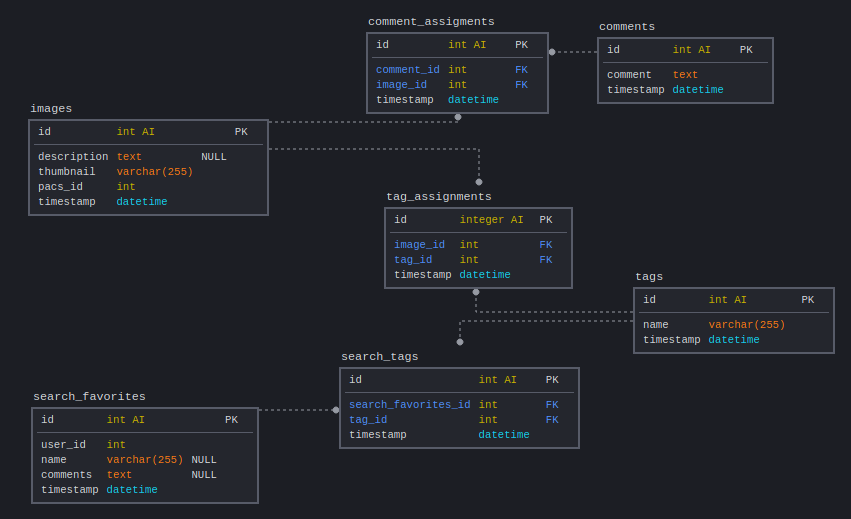 comment_assigments
id int AI PK
comment_id int FK
image_id int FK
timestamp datetime
comments
id int AI PK
comment text
timestamp datetime
images
id int AI PK
description text NULL
thumbnail varchar(255)
pacs_id int
timestamp datetime
tag_assignments
id integer AI PK
image_id int FK
tag_id int FK
timestamp datetime
tags
id int AI PK
name varchar(255)
timestamp datetime
search_tags
id int AI PK
search_favorites_id int FK
tag_id int FK
timestamp datetime
search_favorites
id int AI PK
user_id int
name varchar(255) NULL
comments text NULL
timestamp datetime